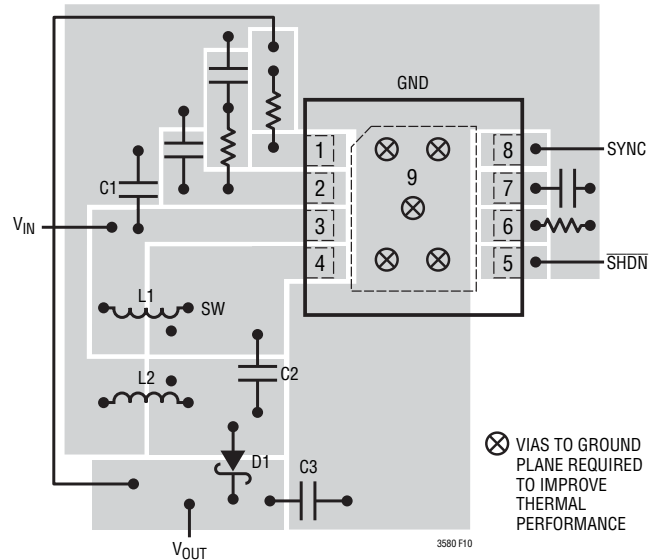 GND
1
8
SYNC
9
C1
2
7
VIN
3
6
4
5
SHDN
L1
SW
L2
C2
D1
C3
VIAS TO GROUND
PLANE REQUIRED
TO IMPROVE
THERMAL
PERFORMANCE
3580 F10
VOUT